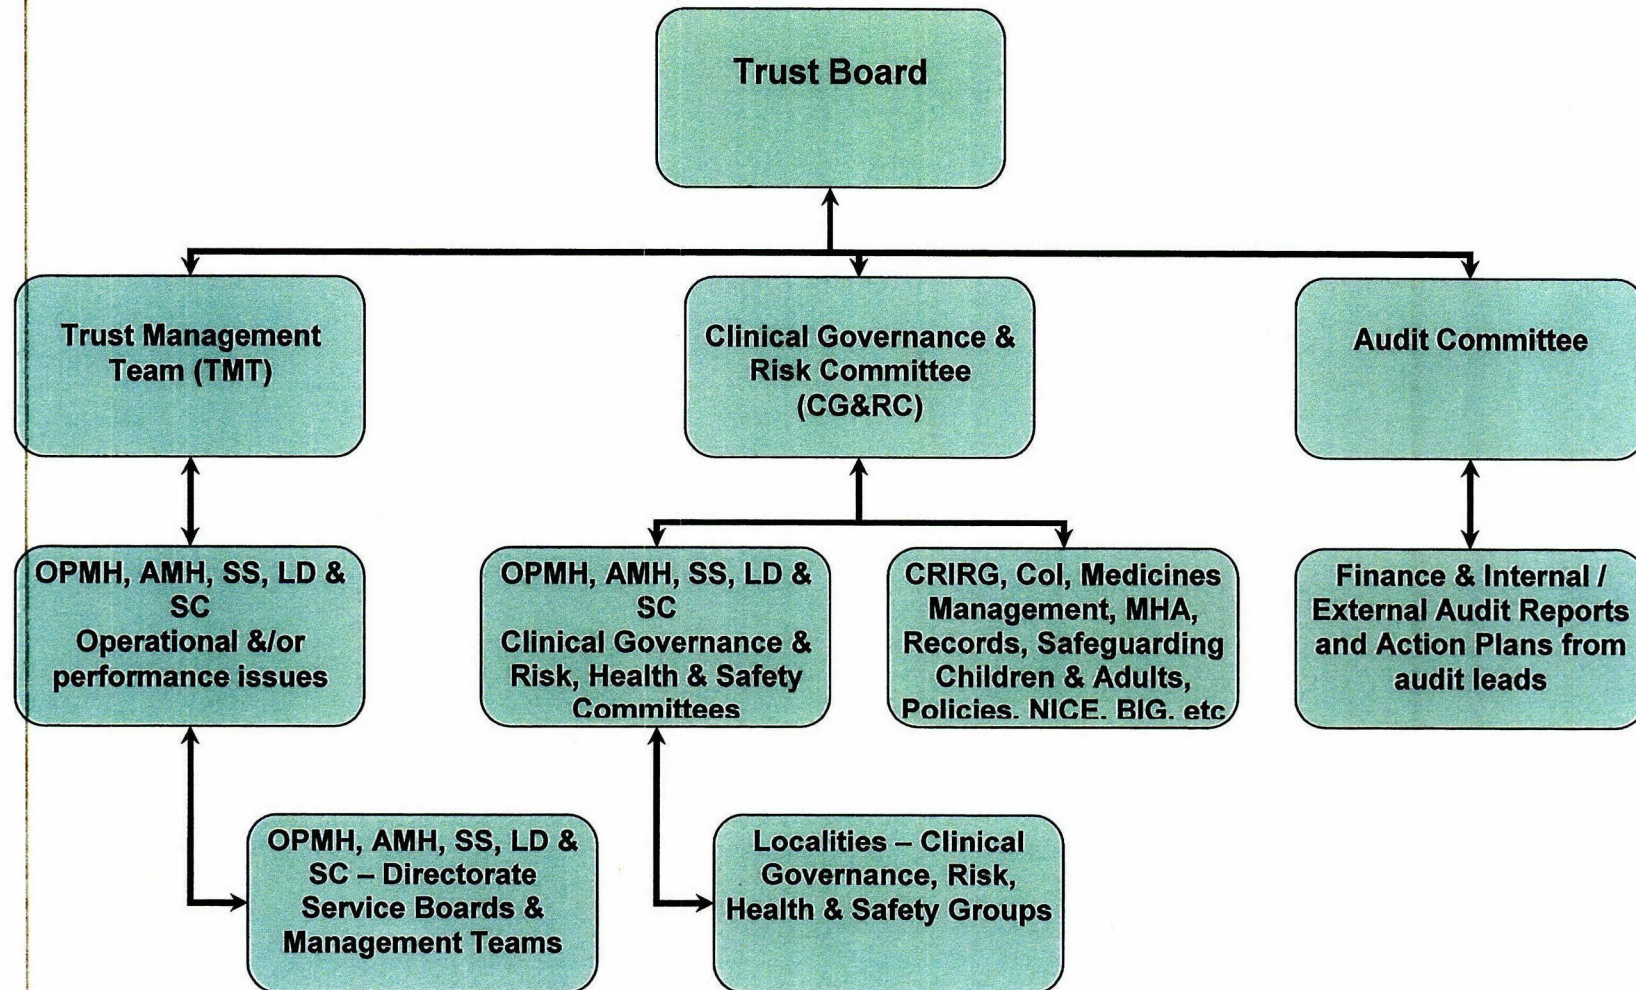 Trust Board
Trust Management
Team (TMT)
Clinical Governance &
Risk Committee
(CG&RC)
Audit Committee
OPMH, AMH, SS, LD &
SC
Operational &/or
performance issues
OPMH, AMH, SS, LD &
SC
Clinical Governance &
Risk, Health & Safety
Committees
CRIRG, CoI, Medicines
Management, MHA,
Records, Safeguarding
Children & Adults,
Policies, NICE, BIG, etc
Finance & Internal /
External Audit Reports
and Action Plans from
audit leads
OPMH, AMH, SS, LD &
SC – Directorate
Service Boards &
Management Teams
Localities – Clinical
Governance, Risk,
Health & Safety Groups